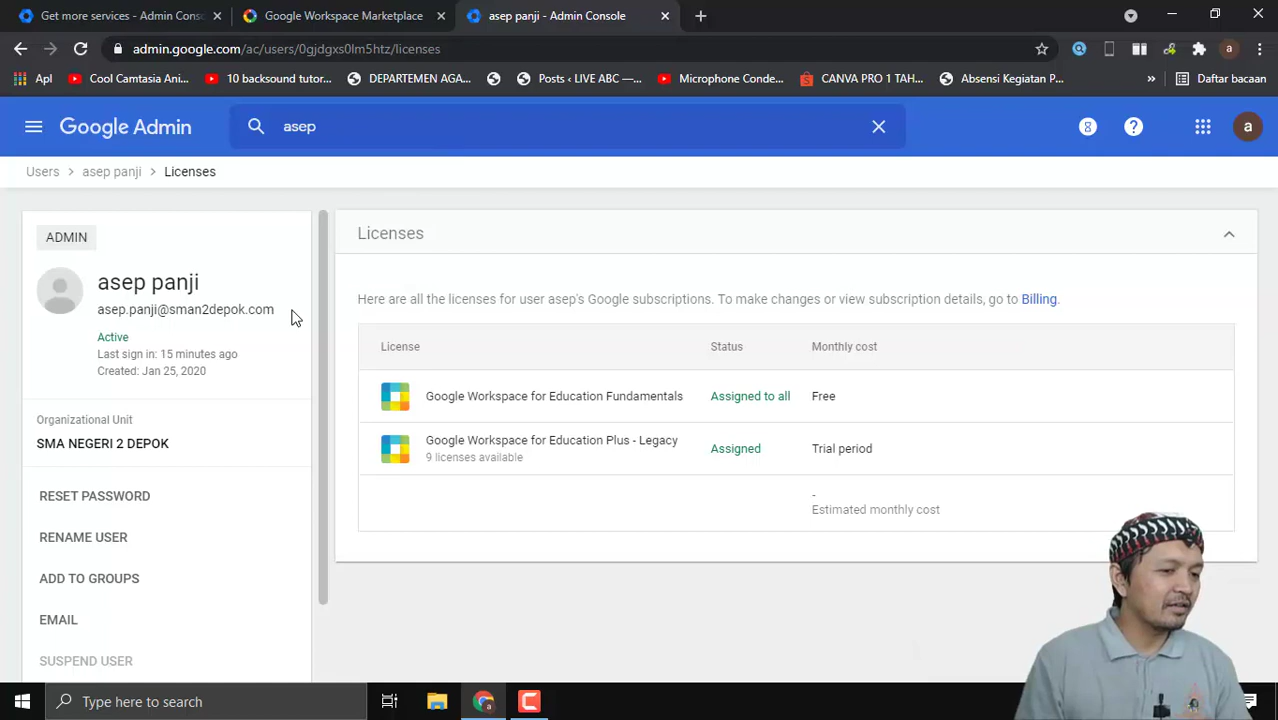 Get more services - Admin Conso
Google Workspace Marketplace
asep panji - Admin Console
admin.google.com/ac/users/0gjdgxs0lm5htz/licenses
a
Apl
Cool Camtasia Ani...
10 backsound tutor...
DEPARTEMEN AGA...
Posts ‹ LIVE ABC —...
Microphone Conde...
CANVA PRO 1 TAH...
Absensi Kegiatan P...
»
Daftar bacaan
Google Admin
asep
a
Users > asep panji > Licenses
ADMIN
asep panji
asep.panji@sman2depok.com
Active
Last sign in: 15 minutes ago
Created: Jan 25, 2020
Organizational Unit
SMA NEGERI 2 DEPOK
RESET PASSWORD
RENAME USER
ADD TO GROUPS
EMAIL
SUSPEND USER
Licenses
Here are all the licenses for user asep's Google subscriptions. To make changes or view subscription details, go to Billing.
License Status Monthly cost
Google Workspace for Education Fundamentals Assigned to all Free
Google Workspace for Education Plus - Legacy Assigned Trial period
9 licenses available
-
Estimated monthly cost
Type here to search